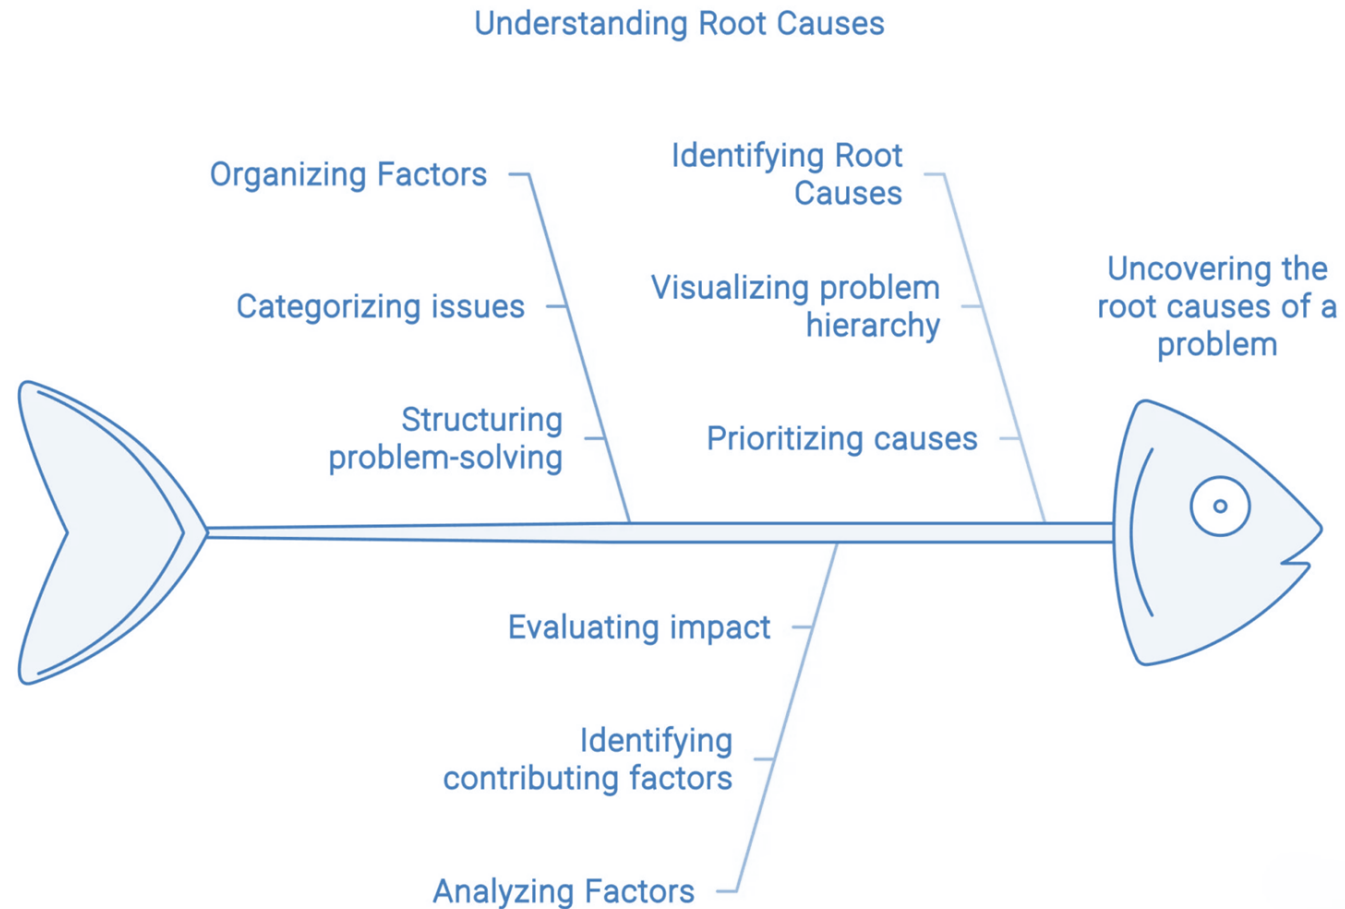 Understanding Root Causes
Organizing Factors
Categorizing issues
Structuring
problem-solving
Identifying Root
Causes
Visualizing problem
hierarchy
Prioritizing causes
Uncovering the
root causes of a
problem
Evaluating impact
Identifying
contributing factors
Analyzing Factors